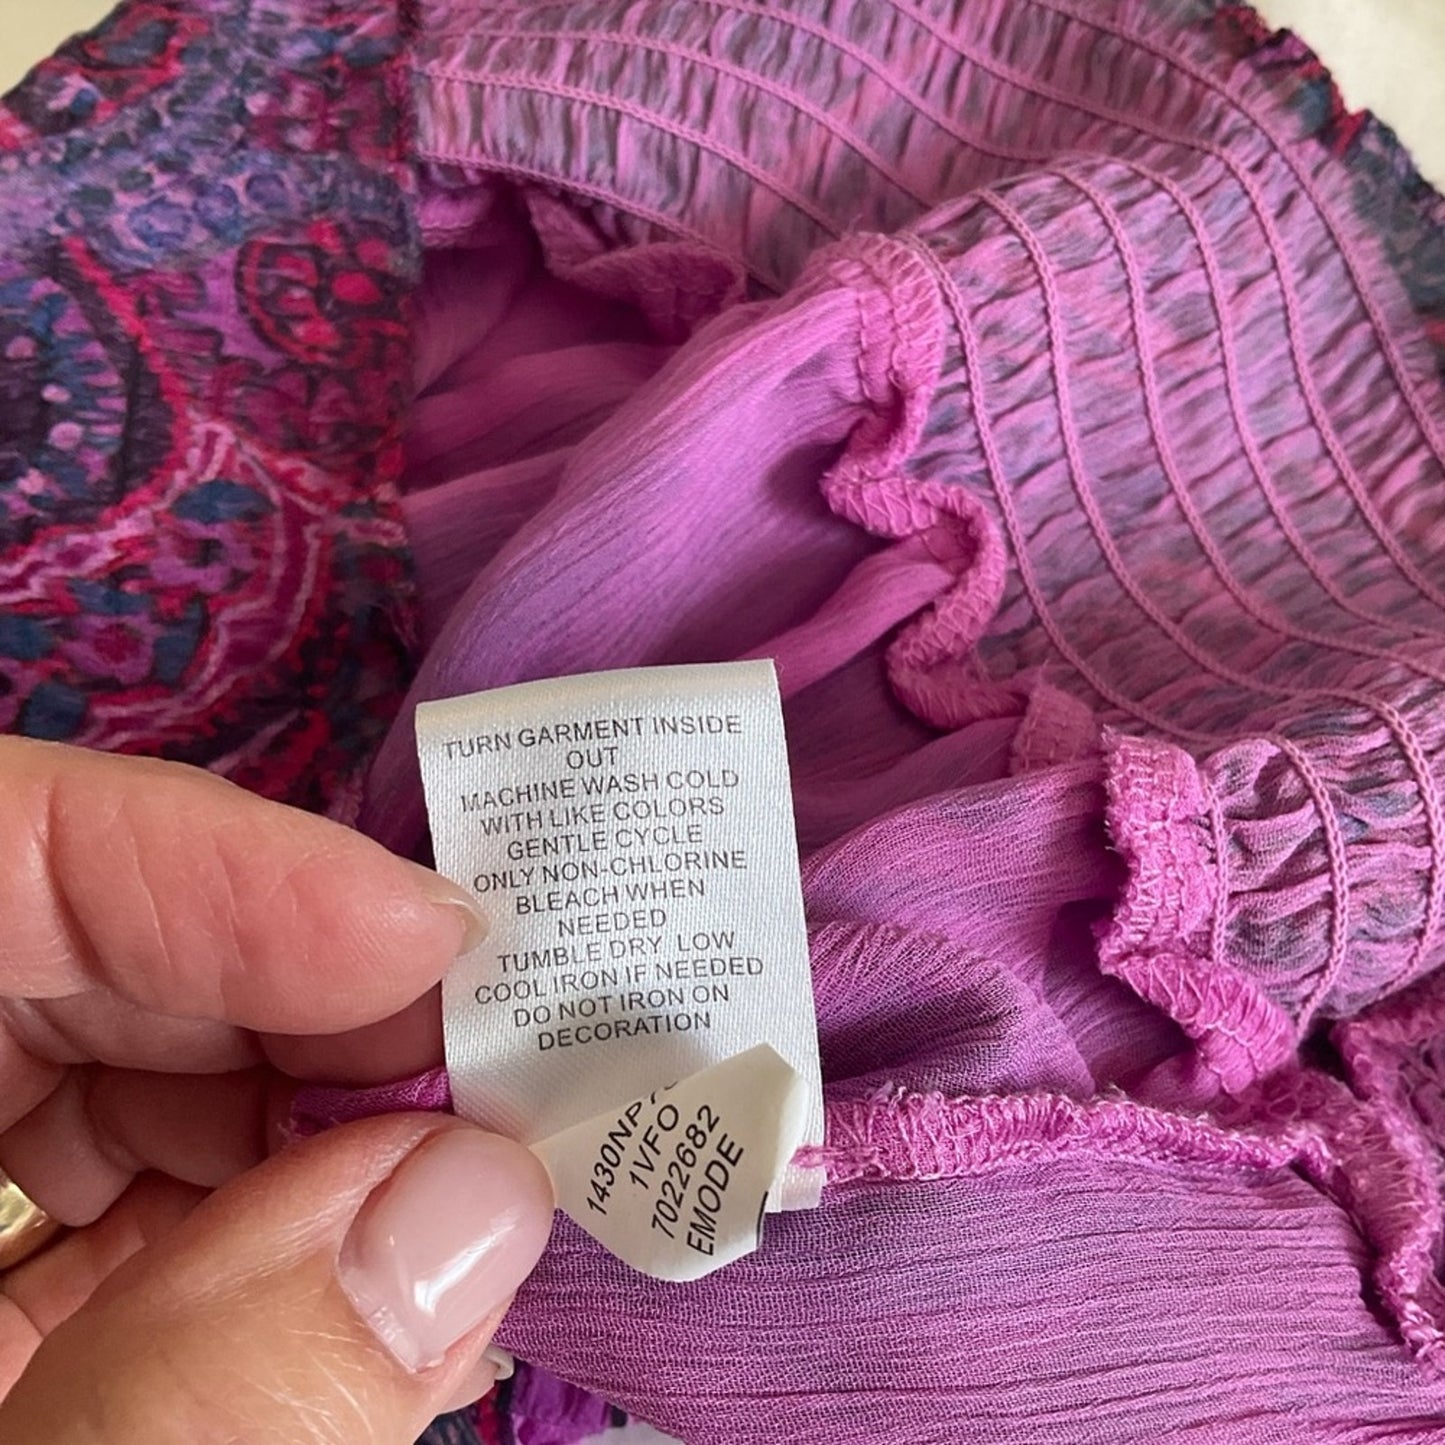 TURN GARMENT INSIDE
OUT
MACHINE WASH COLD
WITH LIKE COLORS
GENTLE CYCLE
ONLY NON-CHLORINE
BLEACH WHEN
NEEDED
TUMBLE DRY LOW
COOL IRON IF NEEDED
DO NOT IRON ON
DECORATION
1VFO
7022682
EMODE